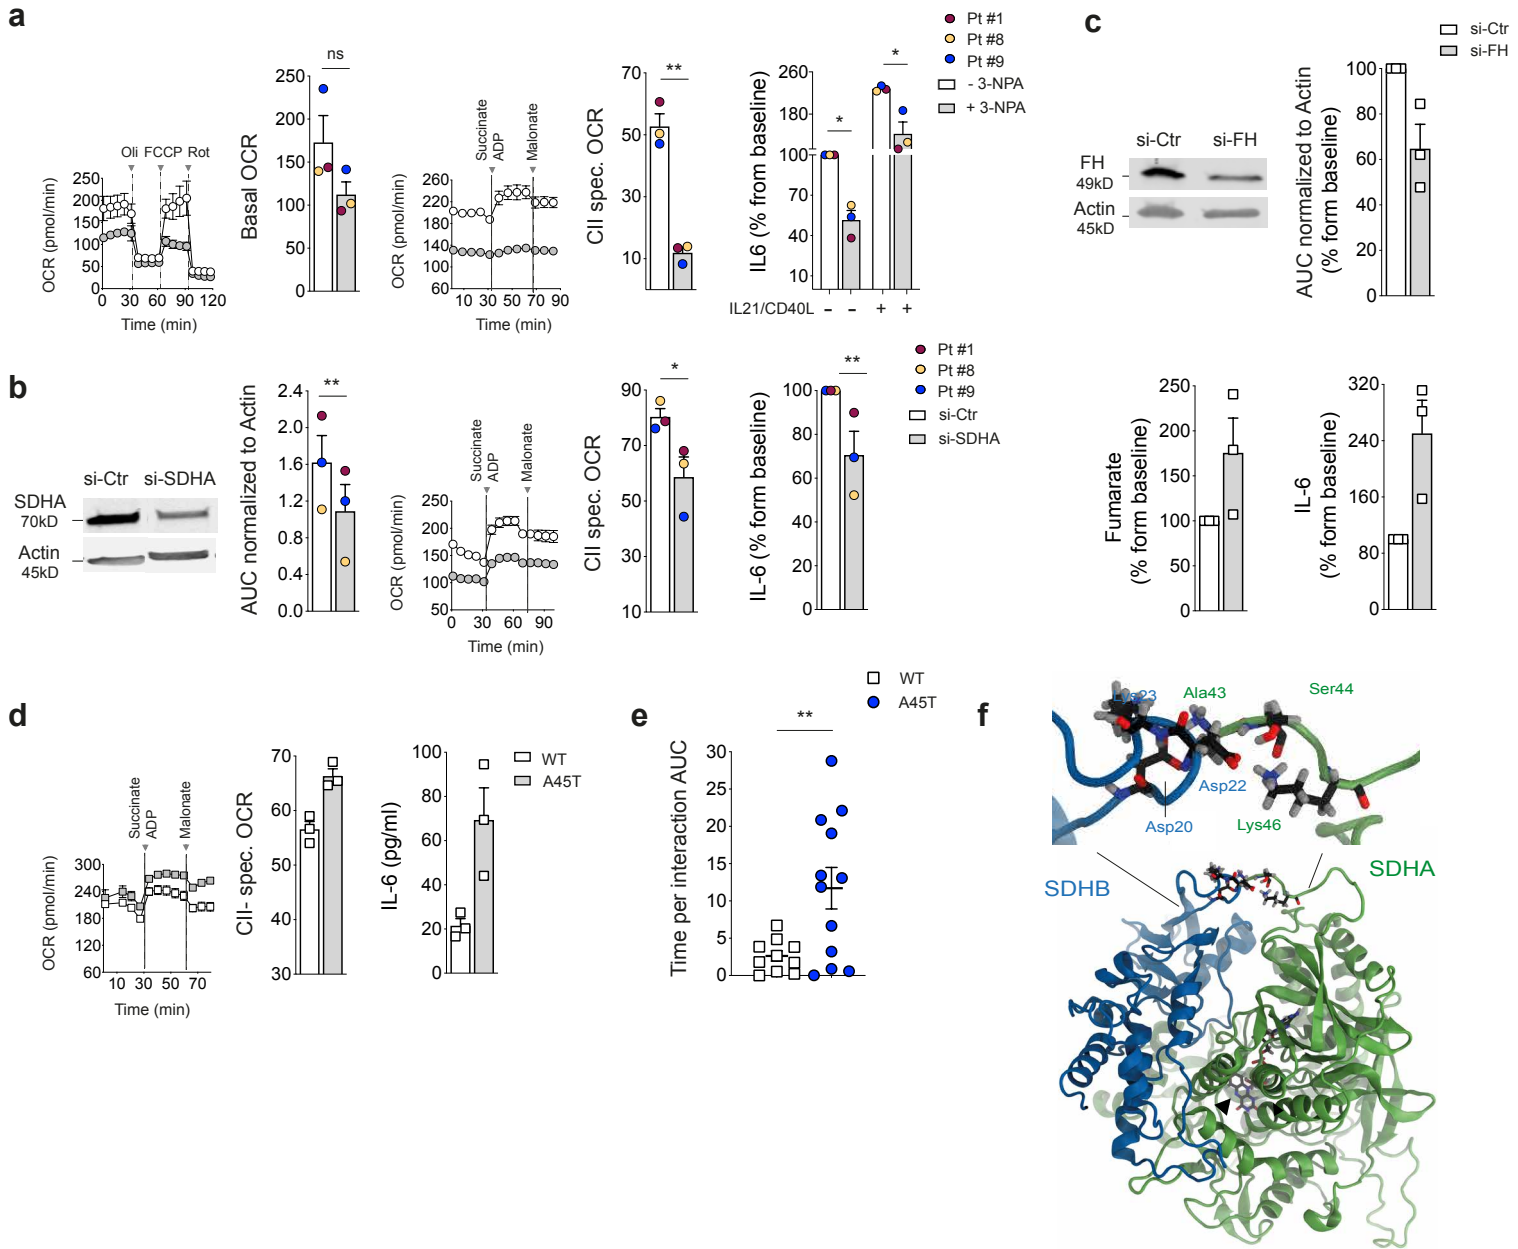 a
ns
Oli FCCP Rot
OCR (pmol/min)
250
200
150
100
50
0
0 30 60 90 120
Time (min)
Basal OCR
250
200
150
100
50
0
Succinate
ADP
Malonate
OCR (pmol/min)
260
220
180
140
100
60
10 30 50 70 90
Time (min)
CII spec. OCR
70
50
30
10
**
IL6 (% from baseline)
260
180
100
70
40
10
*
*
IL21/CD40L - - + +
Pt #1
Pt #8
Pt #9
- 3-NPA
+ 3-NPA
c
si-Ctr
si-FH
si-Ctr si-FH
FH
49kD
Actin
45kD
AUC normalized to Actin
(% form baseline)
100
80
60
40
20
0
b
si-Ctr si-SDHA
SDHA
70kD
Actin
45kD
AUC normalized to Actin
2.4
2.0
1.6
1.2
0.8
0.4
0.0
**
Succinate
ADP
Malonate
OCR (pmol/min)
250
200
150
100
50
0 30 60 90
Time (min)
CII spec. OCR
90
70
50
30
10
*
IL-6 (% form baseline)
100
80
60
40
20
0
**
Pt #1
Pt #8
Pt #9
si-Ctr
si-SDHA
Fumarate
(% form baseline)
250
200
150
100
50
0
IL-6
(% form baseline)
320
240
160
80
0
d
Succinate
ADP
Malonate
OCR (pmol/min)
300
240
180
120
60
10 30 50 70
Time (min)
CII- spec. OCR
70
60
50
40
30
IL-6 (pg/ml)
100
80
60
40
20
0
WT
A45T
e
WT
A45T
**
Time per interaction AUC
30
25
20
15
10
5
0
f
Lys23
Ala43
Ser44
Asp22
Asp20
Lys46
SDHB
SDHA